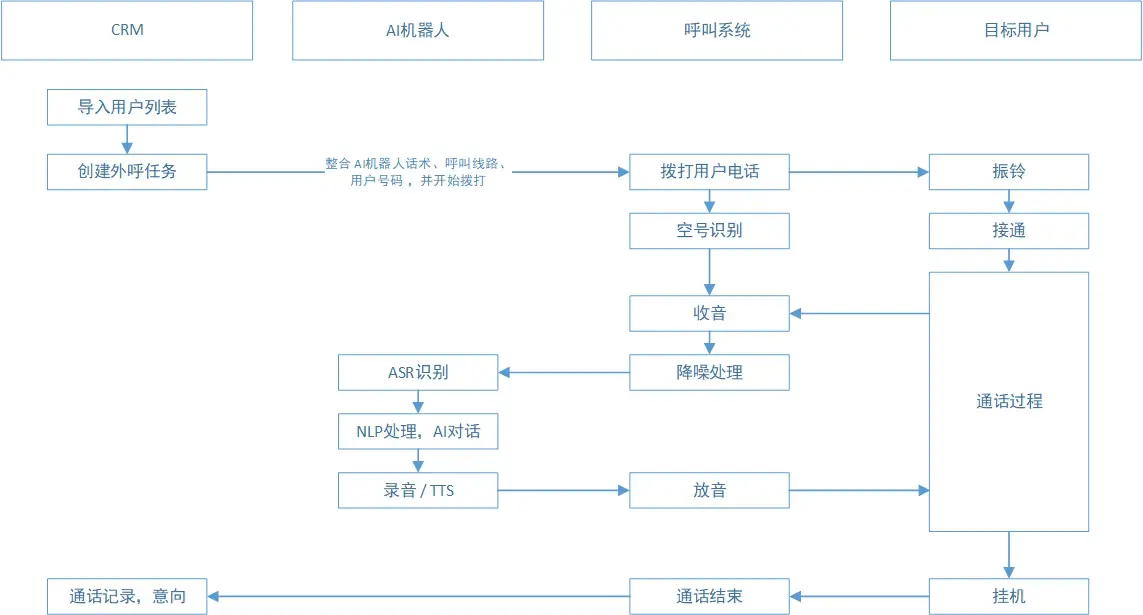 CRM
AI机器人
呼叫系统
目标用户
导入用户列表
创建外呼任务
整合 AI机器人话术、呼叫线路、
用户号码，并开始拨打
拨打用户电话
振铃
空号识别
接通
收音
ASR识别
降噪处理
通话过程
NLP处理，AI对话
录音 / TTS
放音
通话记录，意向
通话结束
挂机